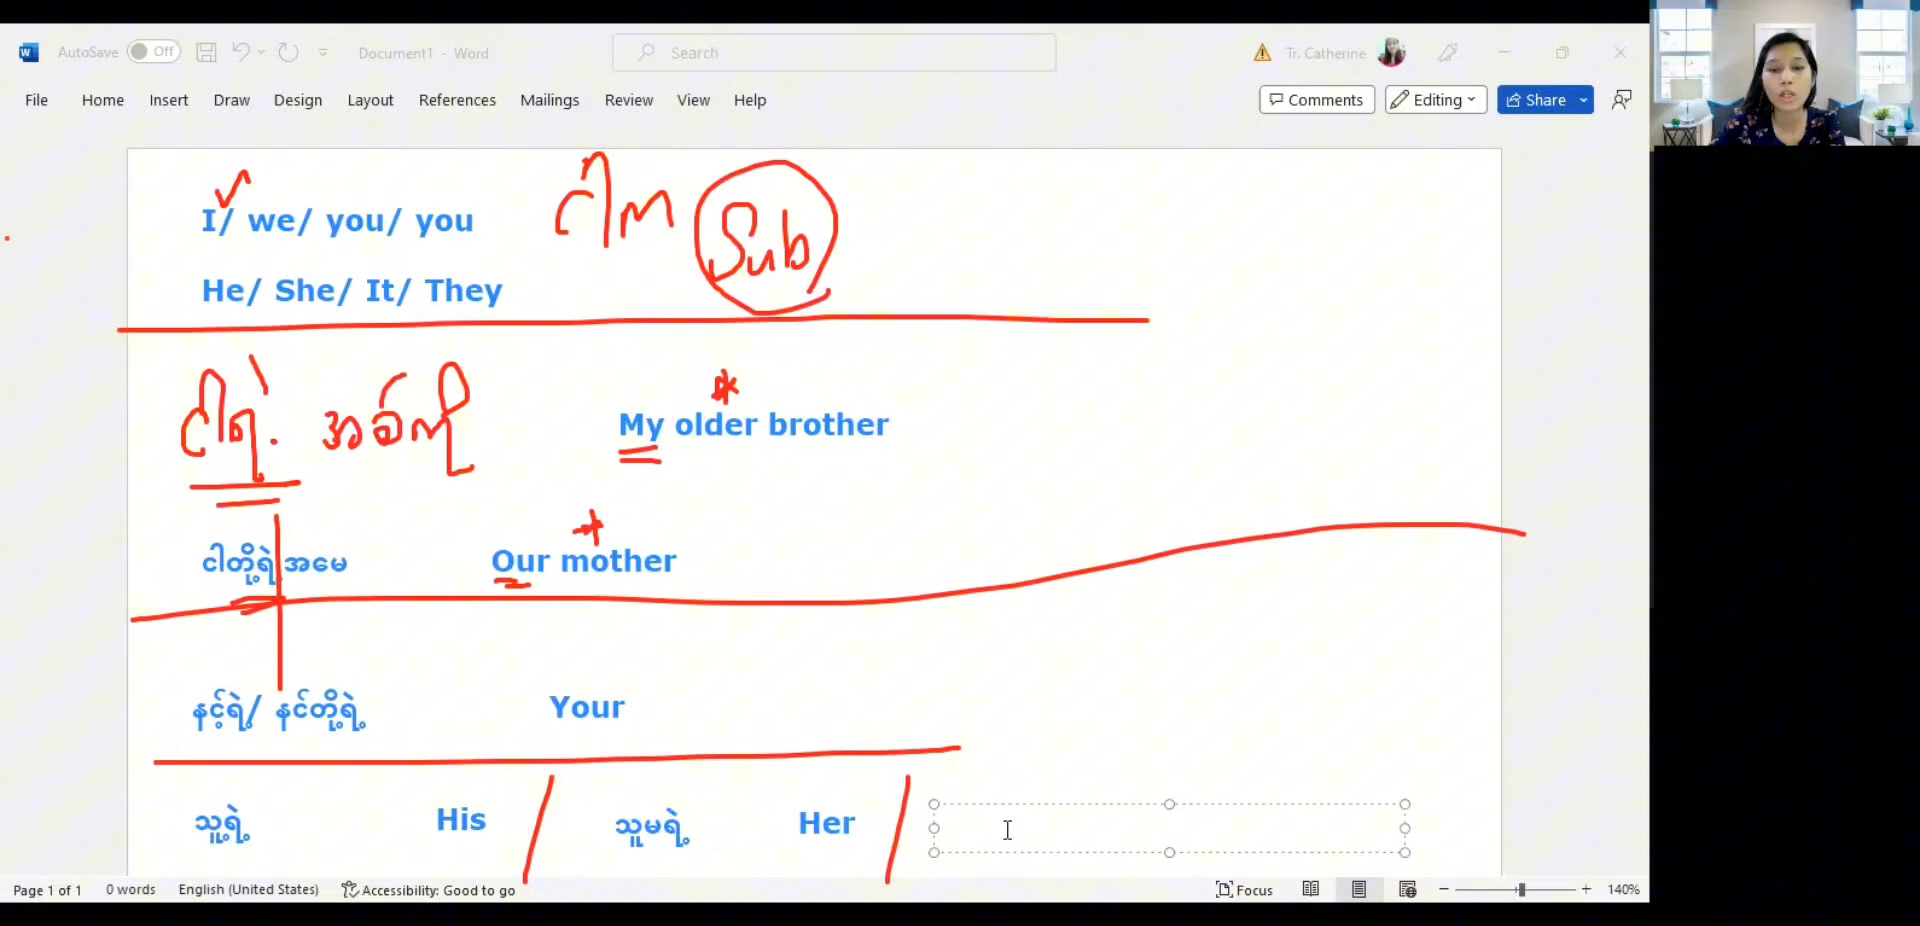 AutoSave Off Document1 - Word Search Tr. Catherine
File Home Insert Draw Design Layout References Mailings Review View Help Comments Editing Share
I/ we/ you/ you ငါက Sub
He/ She/ It/ They
ငါ့ရဲ့ အစ်ကို My older brother
ငါတို့ရဲ့အမေ Our mother
နင့်ရဲ့/ နင်တို့ရဲ့ Your
သူ့ရဲ့ His သူမရဲ့ Her
Page 1 of 1 0 words English (United States) Accessibility: Good to go Focus 140%